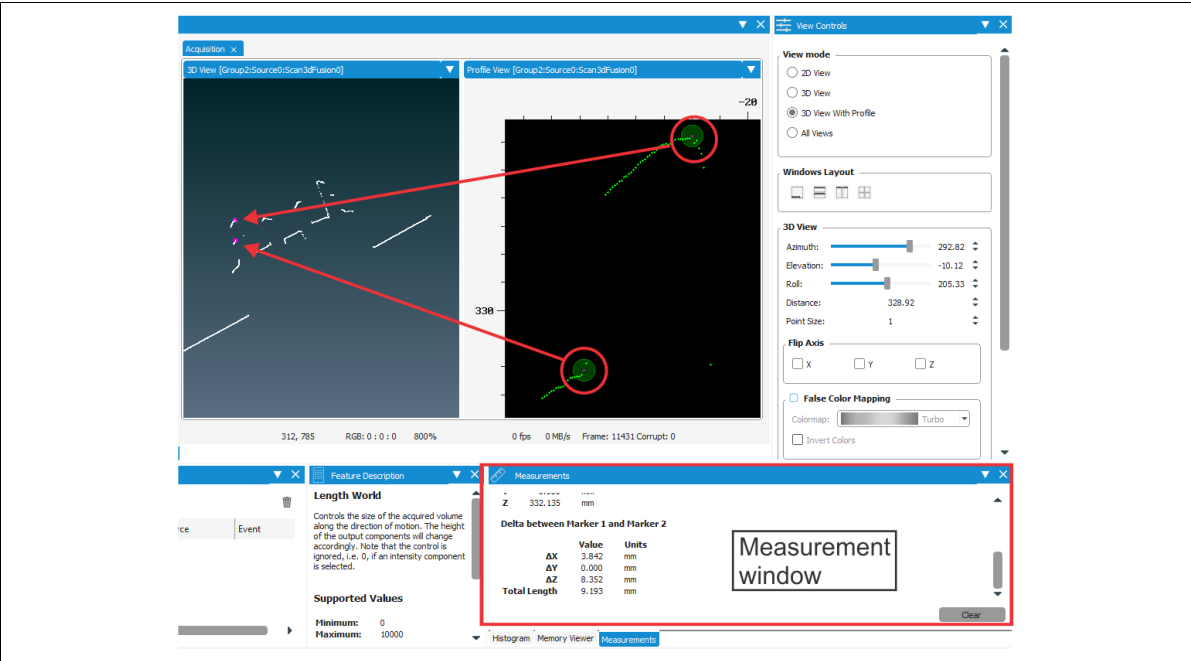 View Controls
Acquisition ×
3D View [Group2:Source0:Scan3dFusion0]
Profile View [Group2:Source0:Scan3dFusion0]
-20
330
312, 785 RGB: 0 : 0 : 0 800% 0 fps 0 MB/s Frame: 11431 Corrupt: 0
View mode
2D View
3D View
3D View With Profile
All Views
Windows Layout
3D View
Azimuth: 292.82
Elevation: -10.12
Roll: 205.33
Distance: 328.92
Point Size: 1
Flip Axis
X Y Z
False Color Mapping
Colormap: Turbo
Invert Colors
rce Event
Feature Description
Length World
Controls the size of the acquired volume
along the direction of motion. The height
of the output components will change
accordingly. Note that the control is
ignored, i.e. 0, if an intensity component
is selected.
Supported Values
Minimum: 0
Maximum: 10000
Measurements
Z 332.135 mm
Delta between Marker 1 and Marker 2
Value Units
ΔX 3.842 mm
ΔY 0.000 mm
ΔZ 8.352 mm
Total Length 9.193 mm
Measurement
window
Clear
Histogram Memory Viewer Measurements